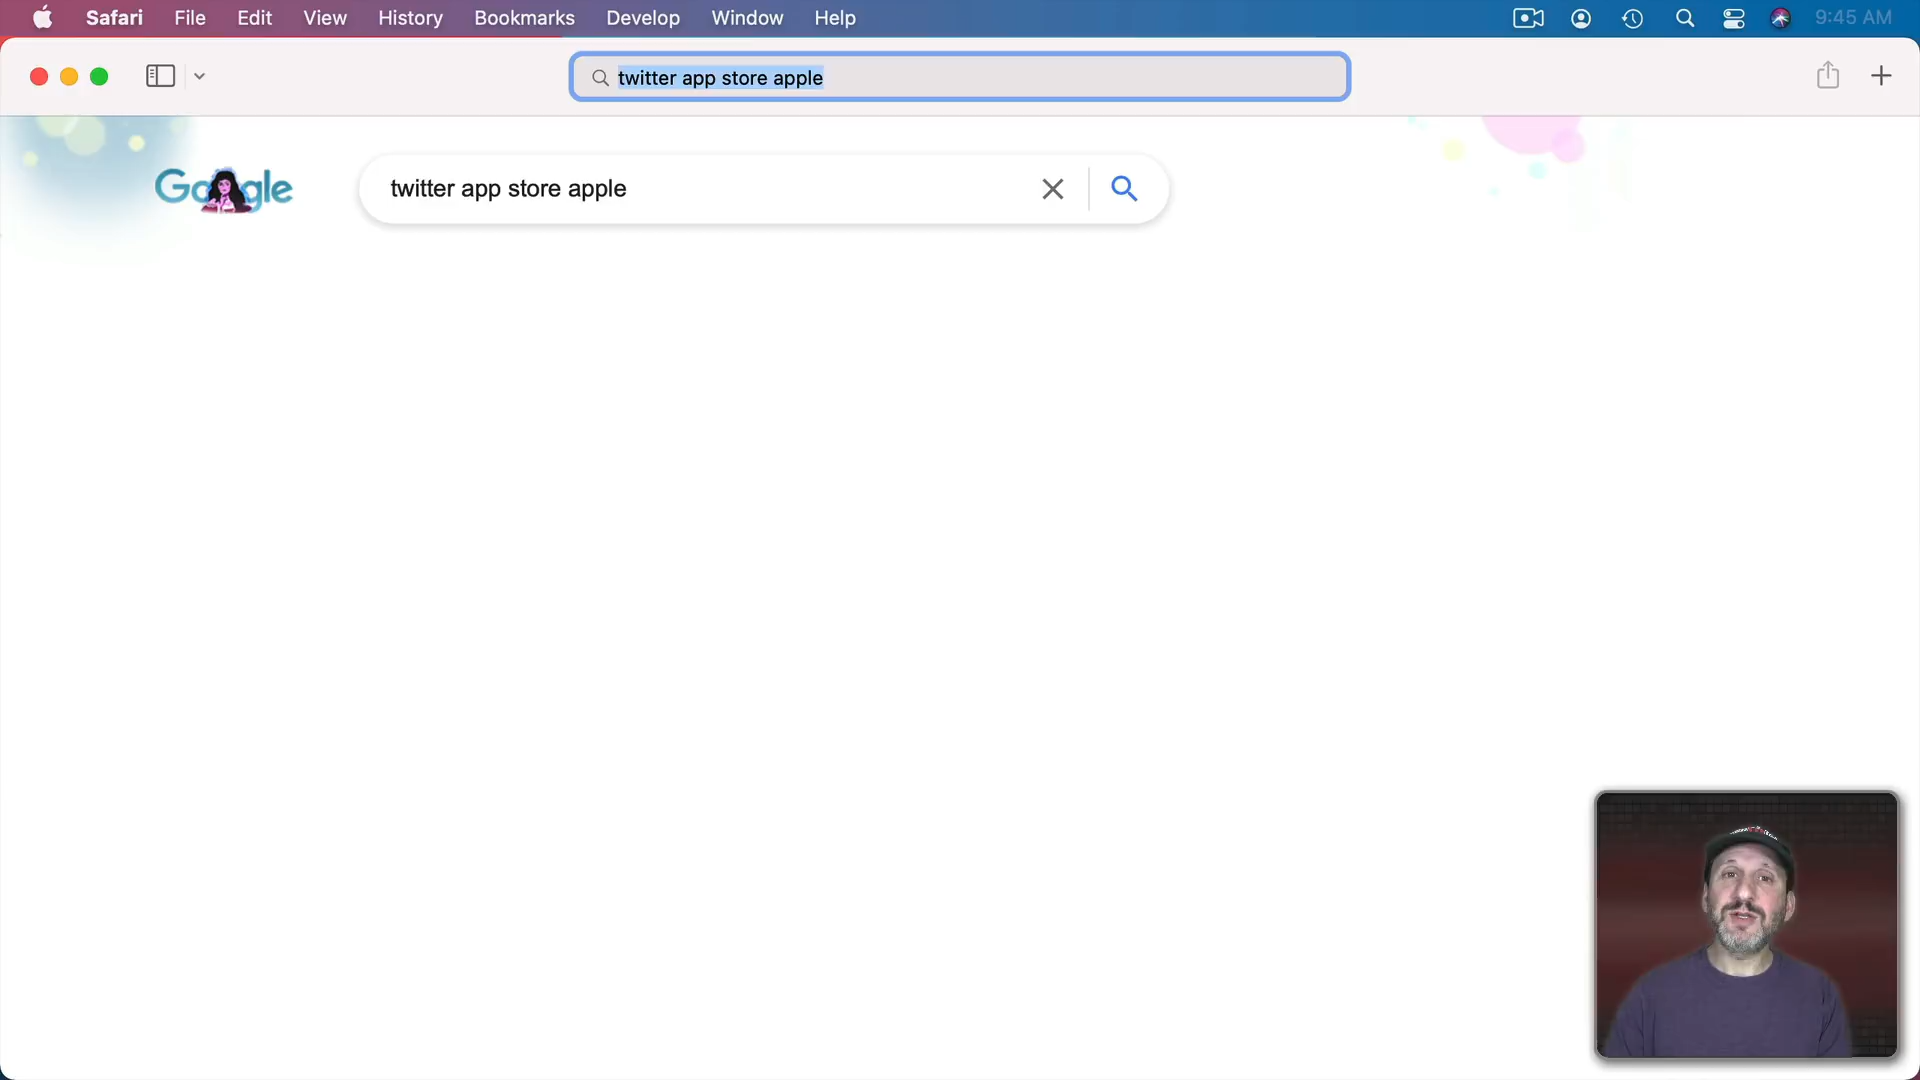 Safari File Edit View History Bookmarks Develop Window Help 9:45 AM
twitter app store apple
Google twitter app store apple